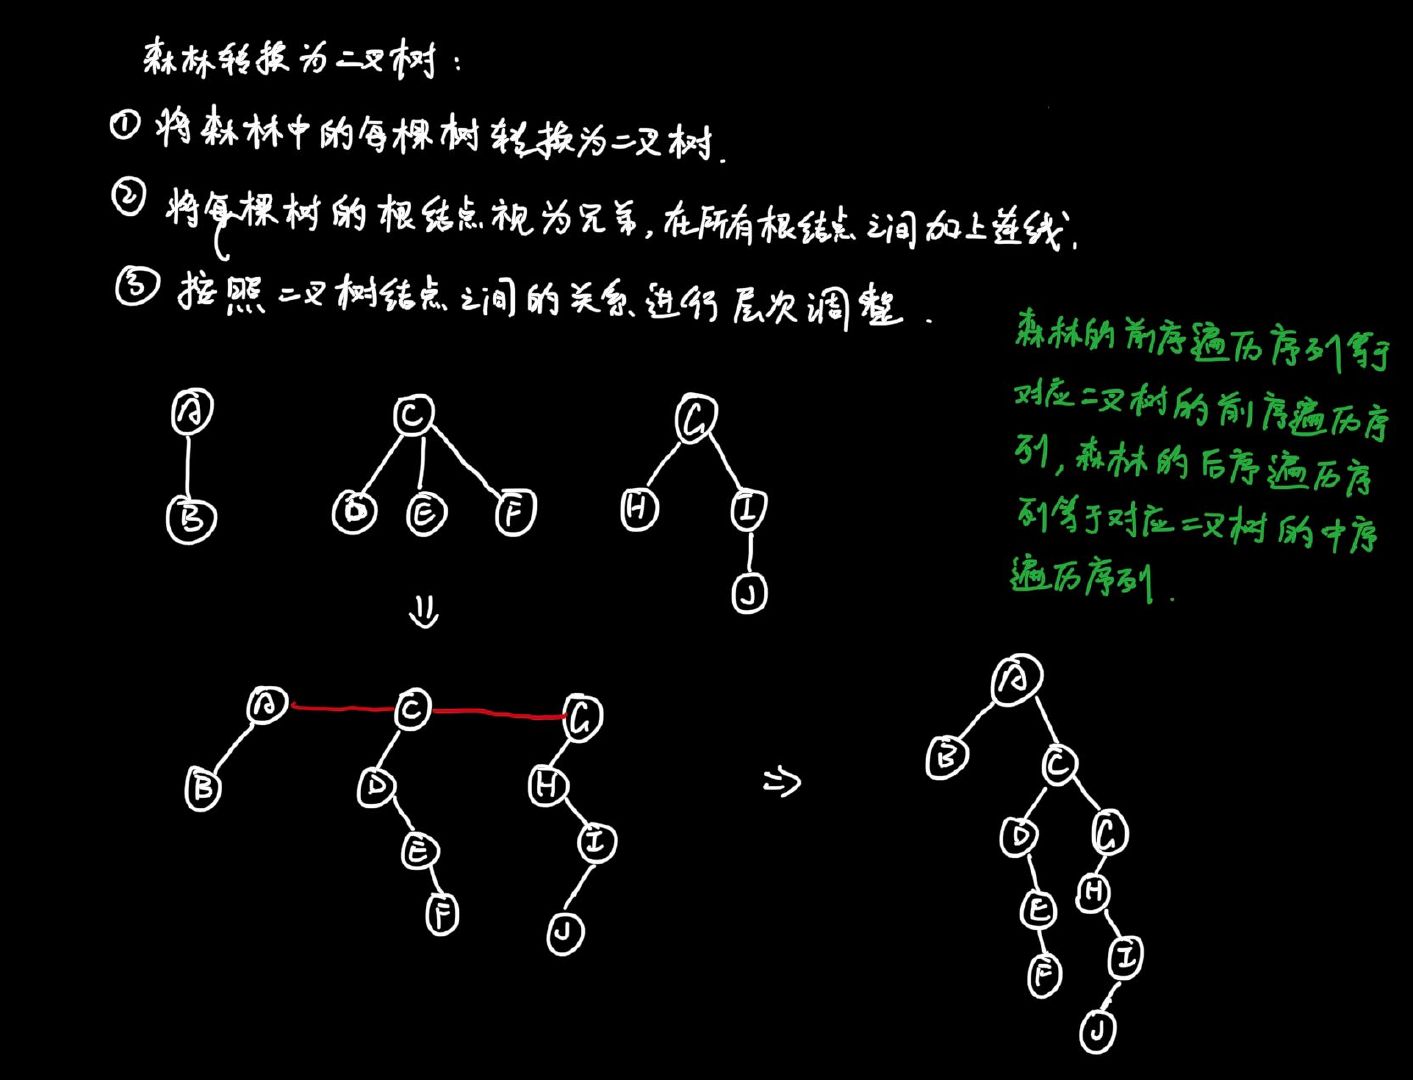 森林转换为二叉树：
① 将森林中的每棵树转换为二叉树.
② 将每棵树的根结点视为兄弟,在所有根结点之间加上连线;
③ 按照二叉树结点之间的关系进行层次调整.
森林的前序遍历序列等于
对应二叉树的前序遍历序
列,森林的后序遍历序
列等于对应二叉树的中序
遍历序列.
A C G
B D E F H I
J
⇓
A C G
B D H
E I
F J
⇒
A
B C
D G
E H
F I
J